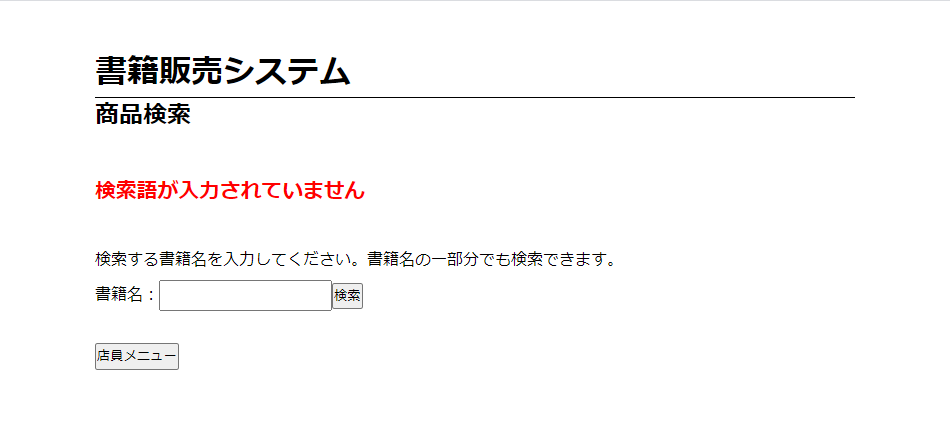 書籍販売システム
商品検索
検索語が入力されていません
検索する書籍名を入力してください。書籍名の一部分でも検索できます。
書籍名：検索
店員メニュー